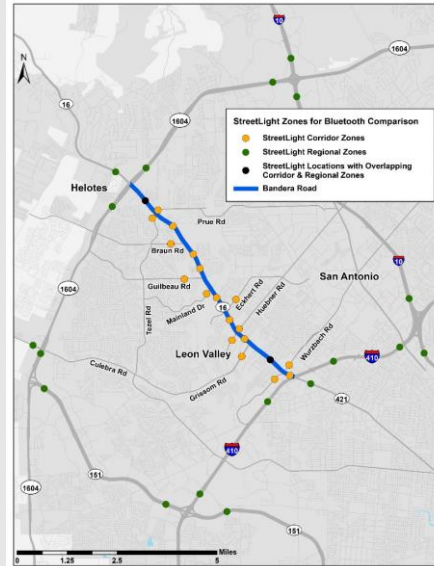 10
1604
N
16
1604
StreetLight Zones for Bluetooth Comparison
StreetLight Corridor Zones
StreetLight Regional Zones
StreetLight Locations with Overlapping
Corridor & Regional Zones
Bandera Road
Helotes
Prue Rd
Braun Rd
10
1604
San Antonio
Guilbeau Rd
Eckhert Rd
Huebner Rd
Mainland Dr
16
Tezel Rd
Leon Valley
Wurzbach Rd
410
Culebra Rd
Grissom Rd
421
410
151
1604
151
Miles
0 1.25 2.5 5